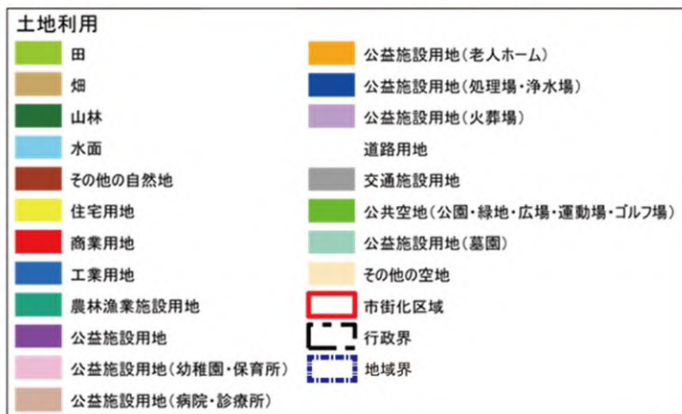 土地利用
田
畑
山林
水面
その他の自然地
住宅用地
商業用地
工業用地
農林漁業施設用地
公益施設用地
公益施設用地(幼稚園・保育所)
公益施設用地(病院・診療所)
公益施設用地(老人ホーム)
公益施設用地(処理場・浄水場)
公益施設用地(火葬場)
道路用地
交通施設用地
公共空地(公園・緑地・広場・運動場・ゴルフ場)
公益施設用地(墓園)
その他の空地
市街化区域
行政界
地域界